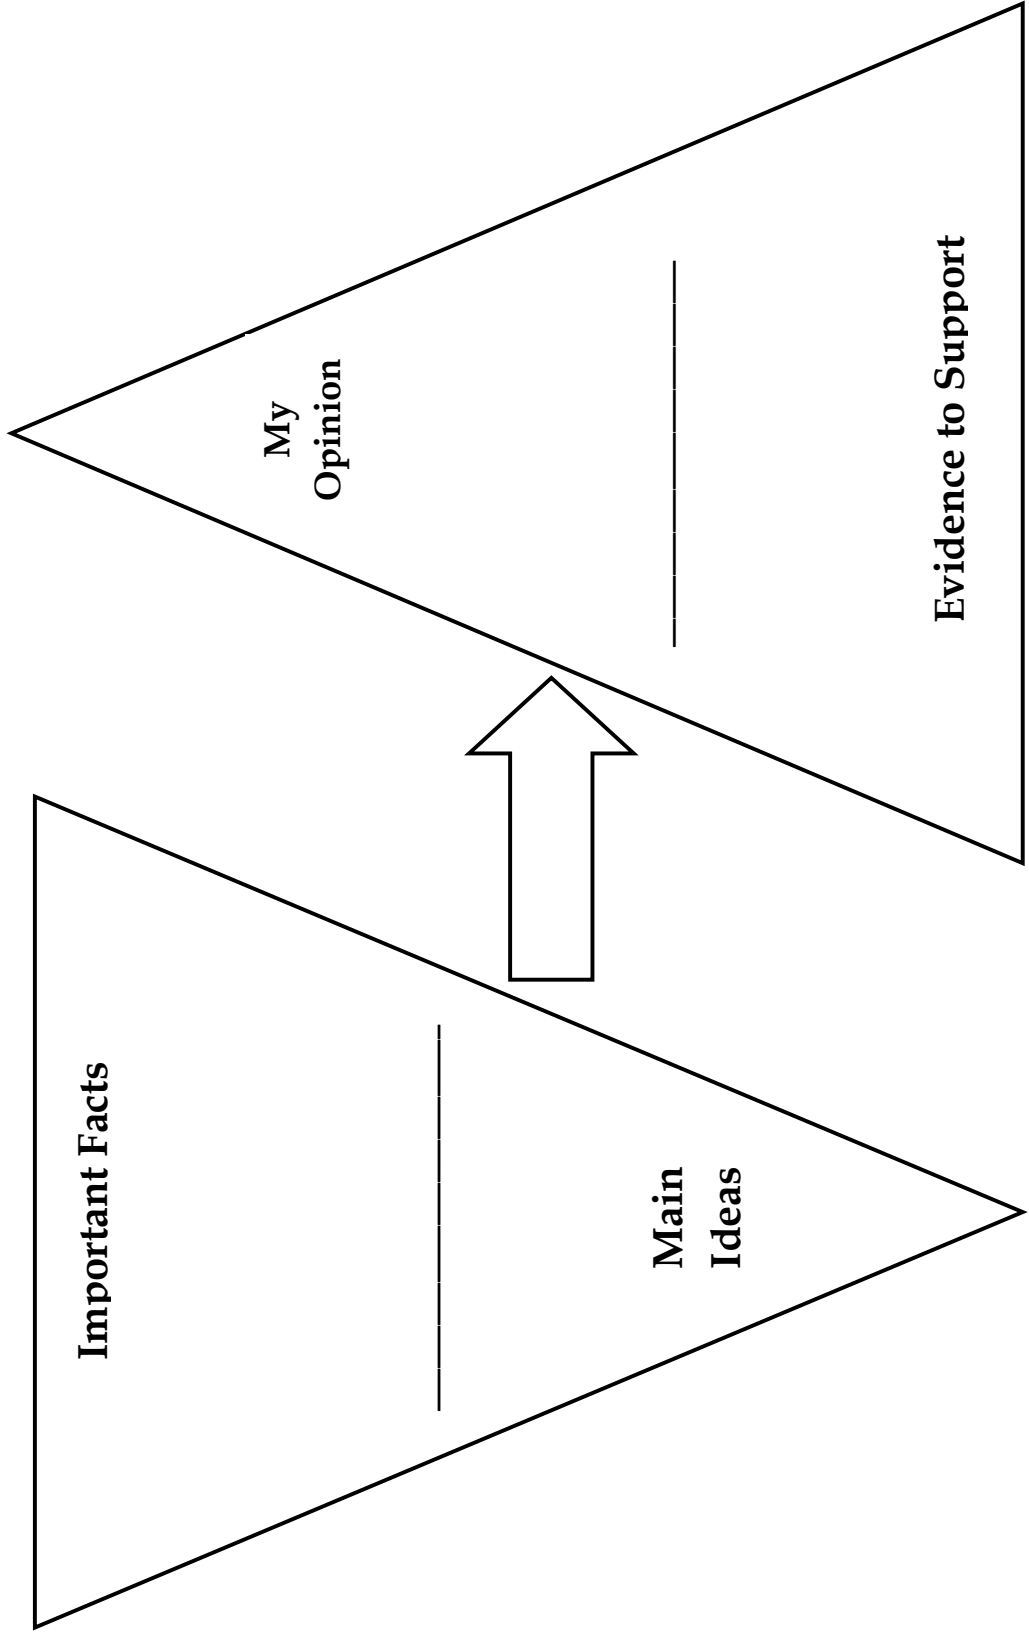 Important Facts
Main
Ideas
My
Opinion
Evidence to Support